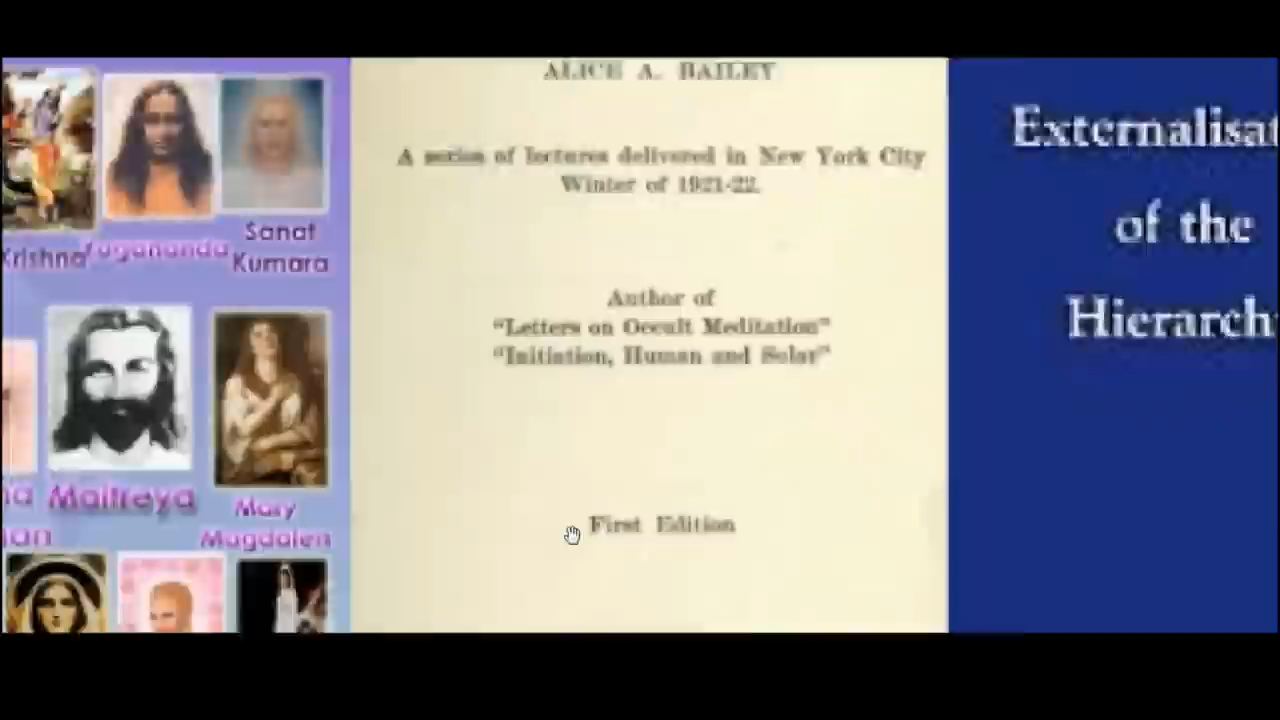 Krishna
Yogananda
Sanat
Kumara
Maitreya
Mary
Magdalen
ALICE A. BAILEY
A series of lectures delivered in New York City
Winter of 1921-22.
Author of
"Letters on Occult Meditation"
"Initiation, Human and Solar"
First Edition
Externalisat
of the
Hierarch